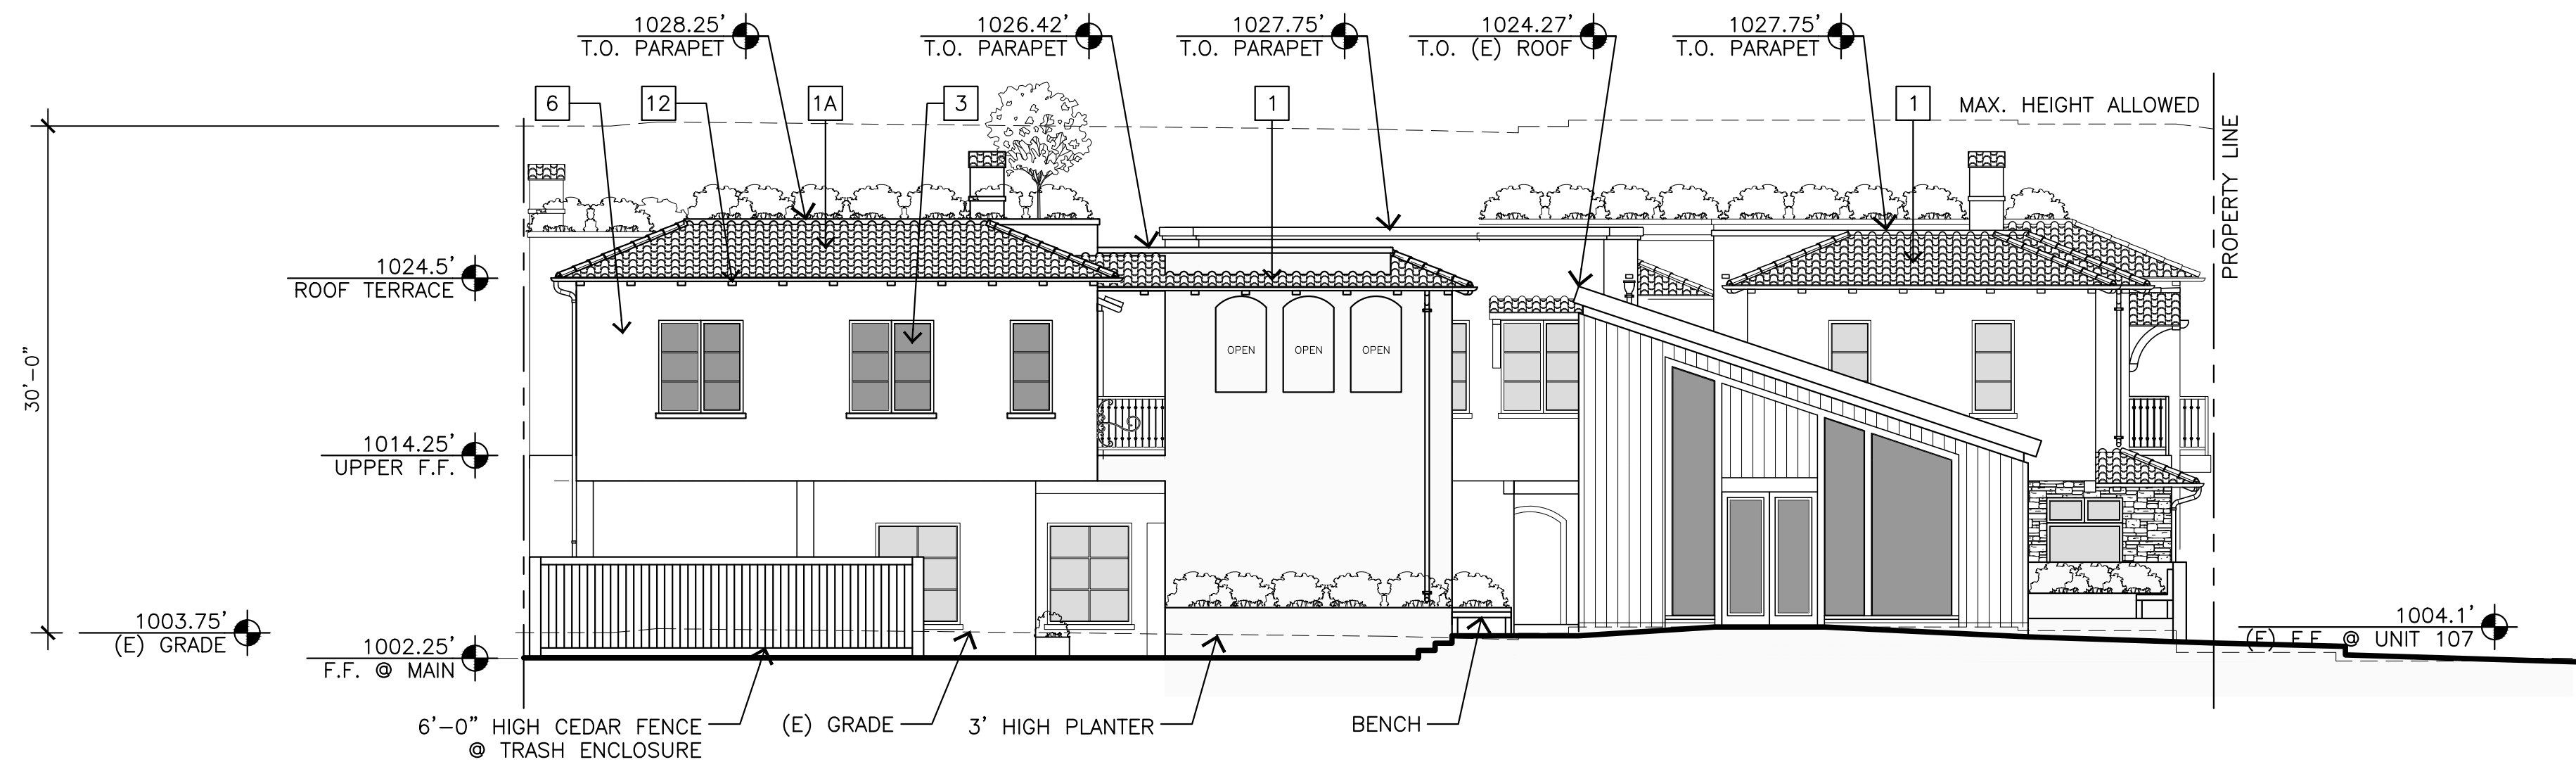 1028.25'
T.O. PARAPET
1026.42'
T.O. PARAPET
1027.75'
T.O. PARAPET
1024.27'
T.O. (E) ROOF
1027.75'
T.O. PARAPET
6
12
1A
3
1
1
MAX. HEIGHT ALLOWED
PROPERTY LINE
1024.5'
ROOF TERRACE
30'-0"
OPEN
OPEN
OPEN
1014.25'
UPPER F.F.
1003.75'
(E) GRADE
1002.25'
F.F. @ MAIN
1004.1'
(E) F.F. @ UNIT 107
6'-0" HIGH CEDAR FENCE
@ TRASH ENCLOSURE
(E) GRADE
3' HIGH PLANTER
BENCH